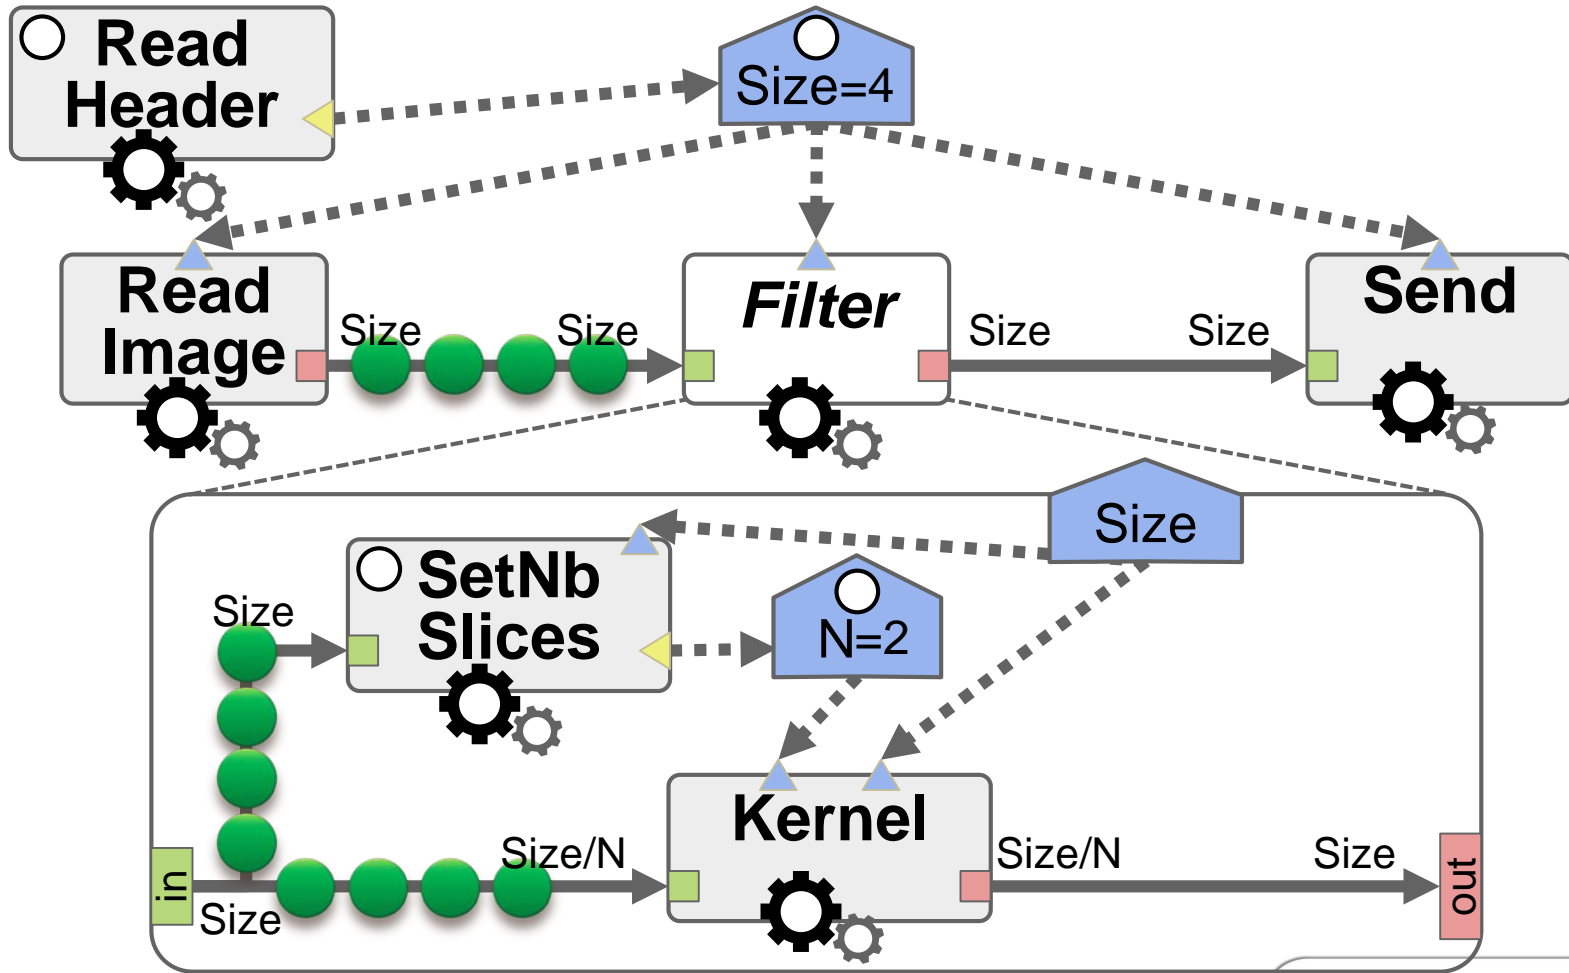 Read
Header
Size=4
Read
Image
Size
Size
Filter
Size
Size
Send
Size
SetNb
Slices
Size
N=2
Kernel
in
Size
Size/N
Size/N
Size
out